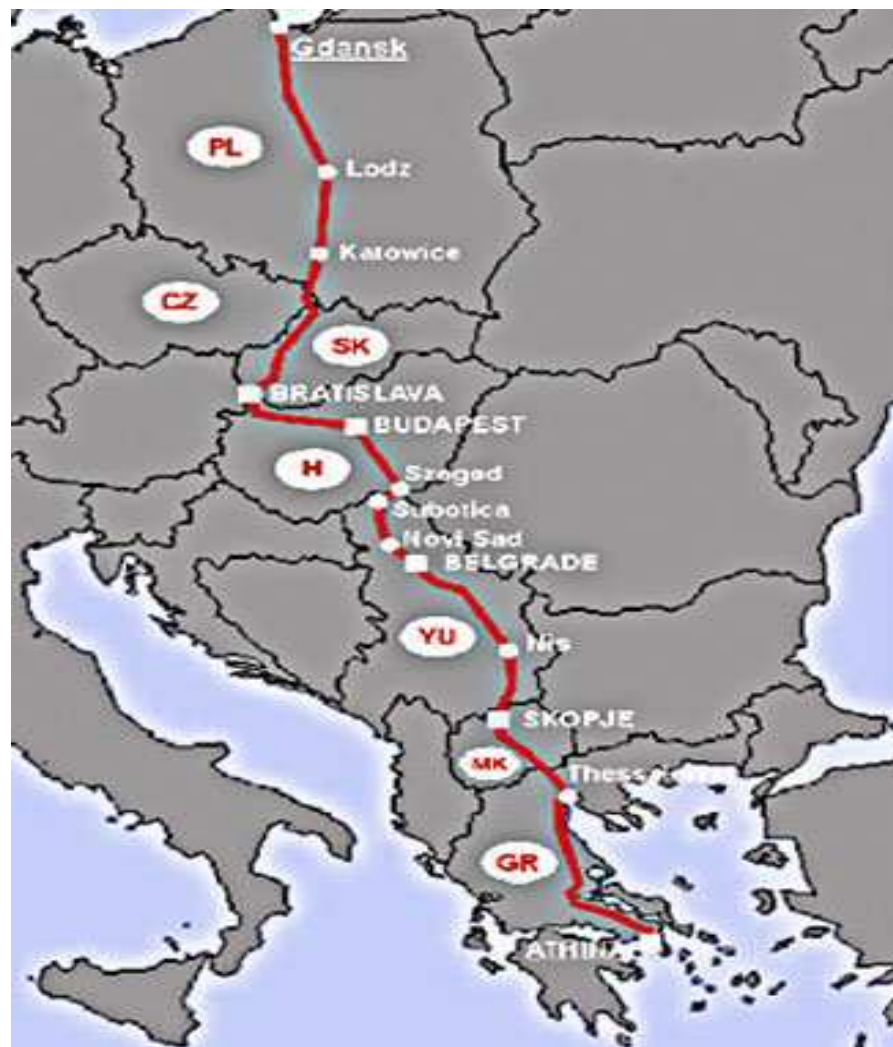 Gdansk
PL
Lodz
Katowice
CZ
SK
BRATISLAVA
BUDAPEST
H
Szeged
Subotica
Novi Sad
BELGRADE
YU
Nis
SKOPJE
MK
GR